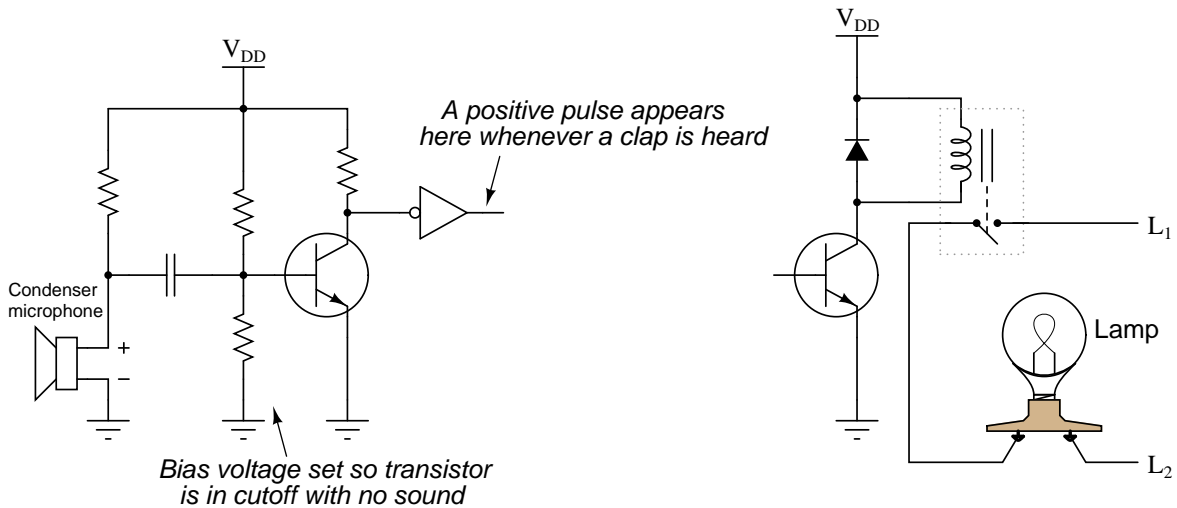 V_DD
A positive pulse appears
here whenever a clap is heard
Condenser
microphone
+
−
Bias voltage set so transistor
is in cutoff with no sound
V_DD
L_1
Lamp
L_2